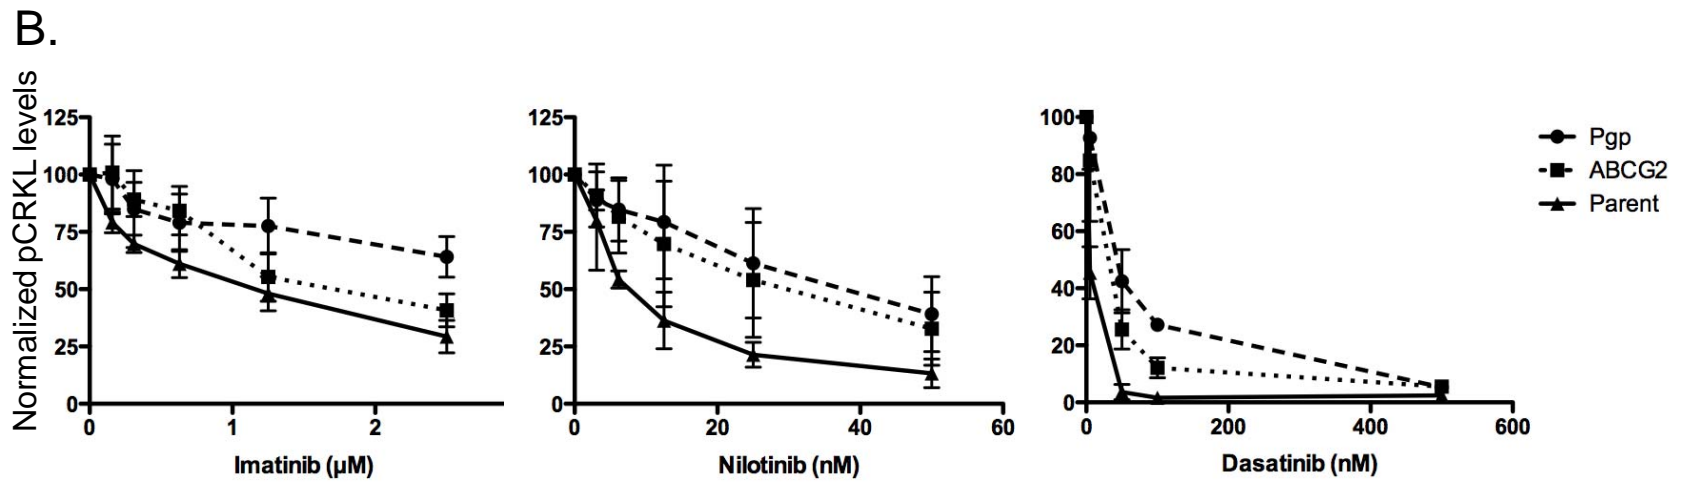 B.
Normalized pCRKL levels
125
100
75
50
25
0
0 1 2
Imatinib (µM)
125
100
75
50
25
0
0 20 40 60
Nilotinib (nM)
100
80
60
40
20
0
0 200 400 600
Dasatinib (nM)
Pgp
ABCG2
Parent